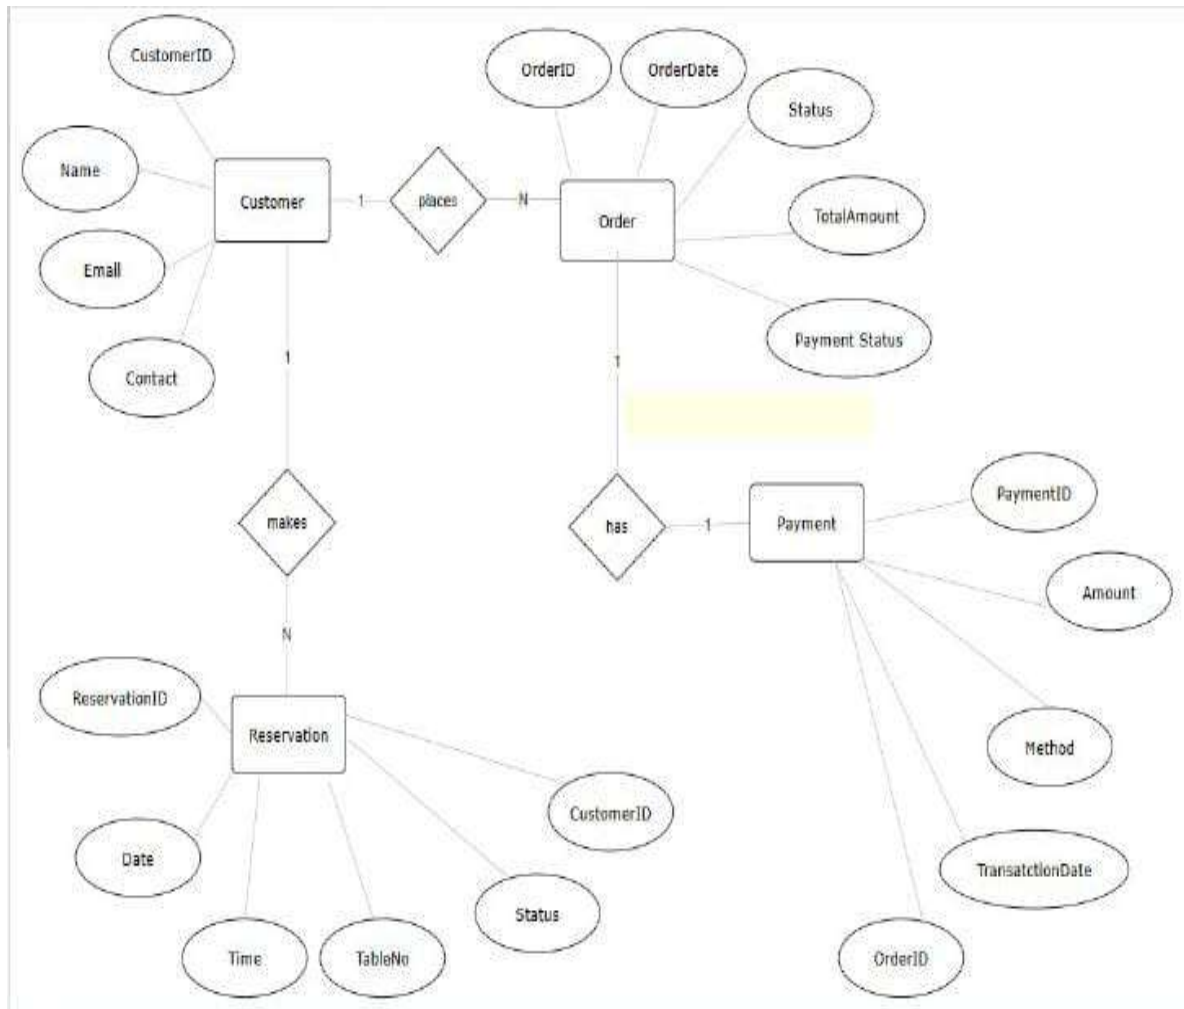 CustomerID
OrderID
OrderDate
Status
Name
Customer
1
places
N
Order
TotalAmount
Email
Payment Status
Contact
1
1
PaymentID
makes
has
1
Payment
Amount
N
ReservationID
Reservation
Method
CustomerID
Date
TransatctionDate
Status
Time
TableNo
OrderID